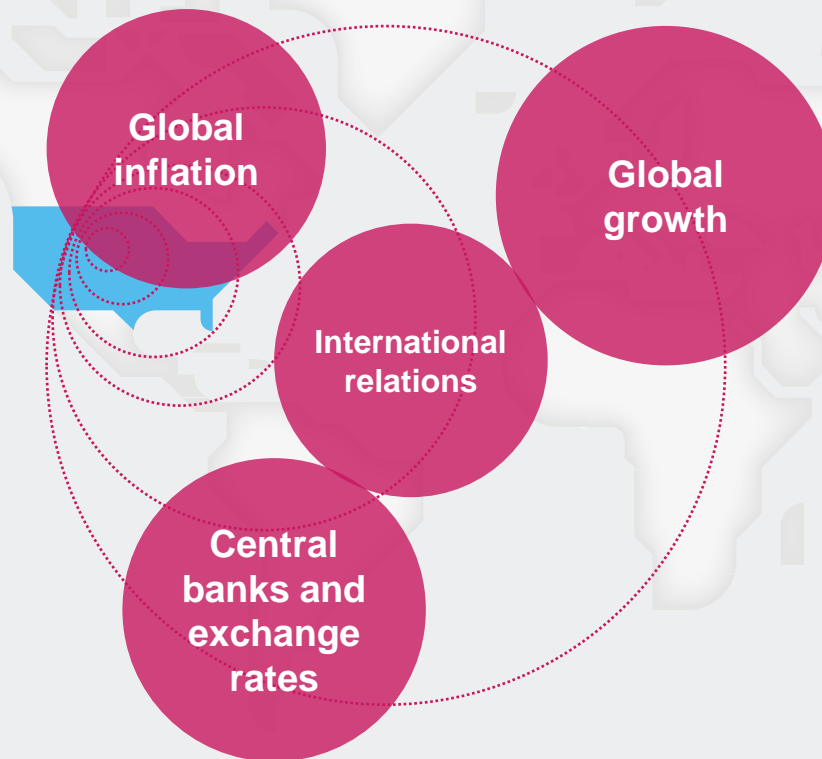 Global
inflation
Global
growth
International
relations
Central
banks and
exchange
rates